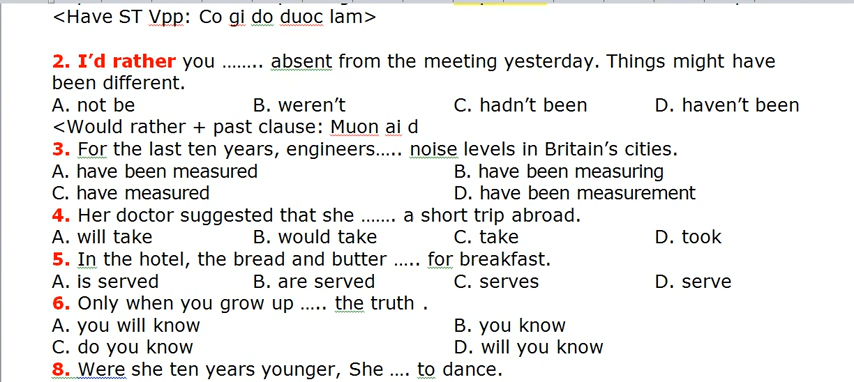 <Have ST Vpp: Co gi do duoc lam>
2. I’d rather you …….. absent from the meeting yesterday. Things might have
been different.
A. not be B. weren’t C. hadn’t been D. haven’t been
<Would rather + past clause: Muon ai d
3. For the last ten years, engineers….. noise levels in Britain’s cities.
A. have been measured B. have been measuring
C. have measured D. have been measurement
4. Her doctor suggested that she ……. a short trip abroad.
A. will take B. would take C. take D. took
5. In the hotel, the bread and butter ….. for breakfast.
A. is served B. are served C. serves D. serve
6. Only when you grow up ….. the truth .
A. you will know B. you know
C. do you know D. will you know
8. Were she ten years younger, She …. to dance.